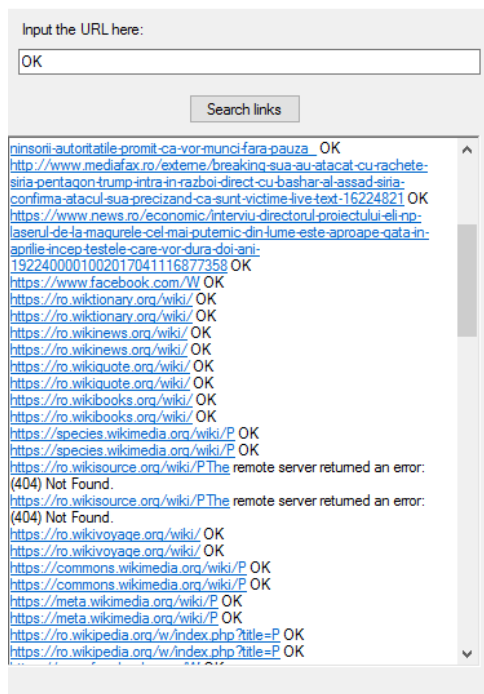 Input the URL here:
OK
Search links
ninsorii-autoritatile-promit-ca-vor-munci-fara-pauza_ OK
http://www.mediafax.ro/externe/breaking-sua-au-atacat-cu-rachete-
siria-pentagon-trump-intra-in-razboi-direct-cu-bashar-al-assad-siria-
confirma-atacul-sua-precizand-ca-sunt-victime-live-text-16224821 OK
https://www.news.ro/economic/interviu-directorul-proiectului-eli-np-
laserul-de-la-magurele-cel-mai-puternic-din-lume-este-aproape-gata-in-
aprilie-incep-testele-care-vor-dura-doi-ani-
1922400001002017041116877358 OK
https://www.facebook.com/W OK
https://ro.wiktionary.org/wiki/ OK
https://ro.wiktionary.org/wiki/ OK
https://ro.wikinews.org/wiki/ OK
https://ro.wikinews.org/wiki/ OK
https://ro.wikiquote.org/wiki/ OK
https://ro.wikiquote.org/wiki/ OK
https://ro.wikibooks.org/wiki/ OK
https://ro.wikibooks.org/wiki/ OK
https://species.wikimedia.org/wiki/P OK
https://species.wikimedia.org/wiki/P OK
https://ro.wikisource.org/wiki/PThe remote server returned an error:
(404) Not Found.
https://ro.wikisource.org/wiki/PThe remote server returned an error:
(404) Not Found.
https://ro.wikivoyage.org/wiki/ OK
https://ro.wikivoyage.org/wiki/ OK
https://commons.wikimedia.org/wiki/P OK
https://commons.wikimedia.org/wiki/P OK
https://meta.wikimedia.org/wiki/P OK
https://meta.wikimedia.org/wiki/P OK
https://ro.wikipedia.org/w/index.php?title=P OK
https://ro.wikipedia.org/w/index.php?title=P OK